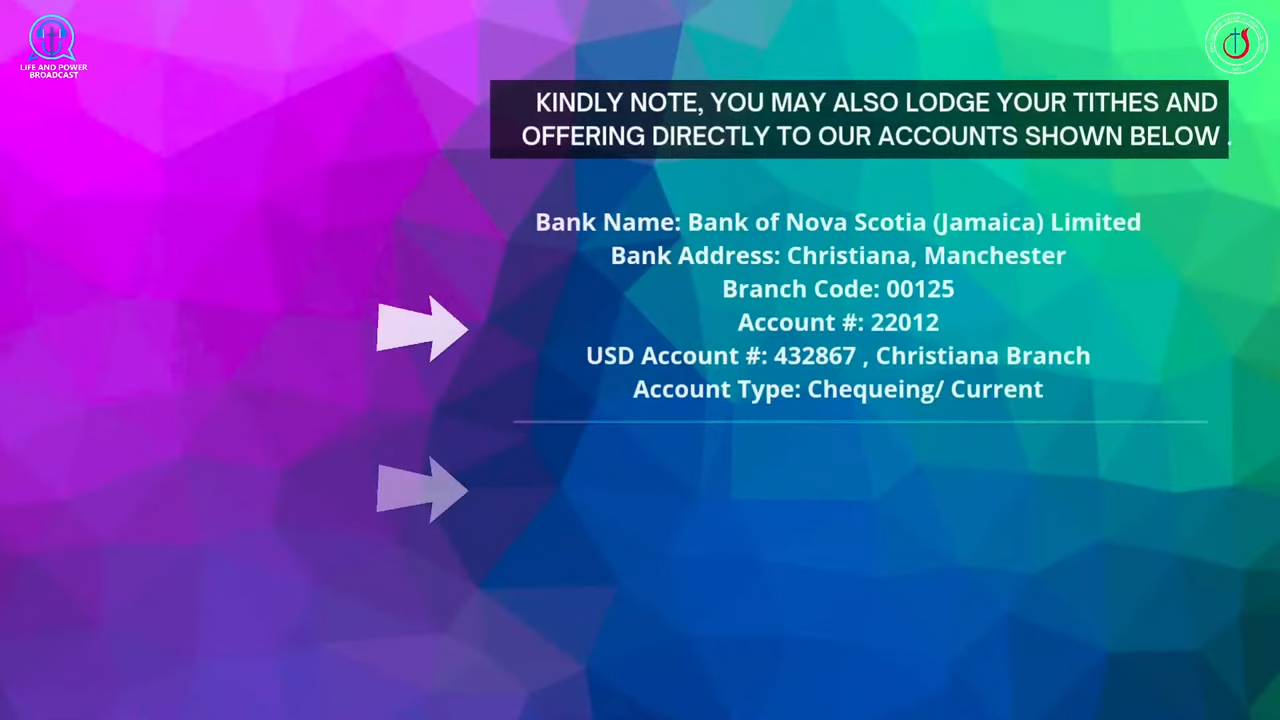 LIFE AND POWER
BROADCAST
KINDLY NOTE, YOU MAY ALSO LODGE YOUR TITHES AND
OFFERING DIRECTLY TO OUR ACCOUNTS SHOWN BELOW .
Bank Name: Bank of Nova Scotia (Jamaica) Limited
Bank Address: Christiana, Manchester
Branch Code: 00125
Account #: 22012
USD Account #: 432867 , Christiana Branch
Account Type: Chequeing/ Current